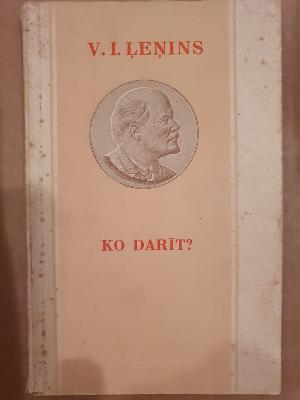 V. I. ĻEŅINS
KO DARĪT?